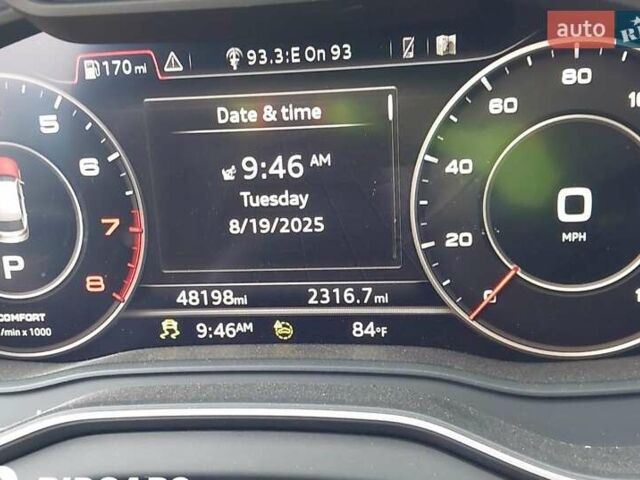 auto
170 mi
93.3:E On 93
Date & time
9:46 AM
Tuesday
8/19/2025
5
6
7
8
P
COMFORT
/min x 1000
0
20
40
60
80
0
MPH
48198mi
2316.7mi
9:46AM
84°F